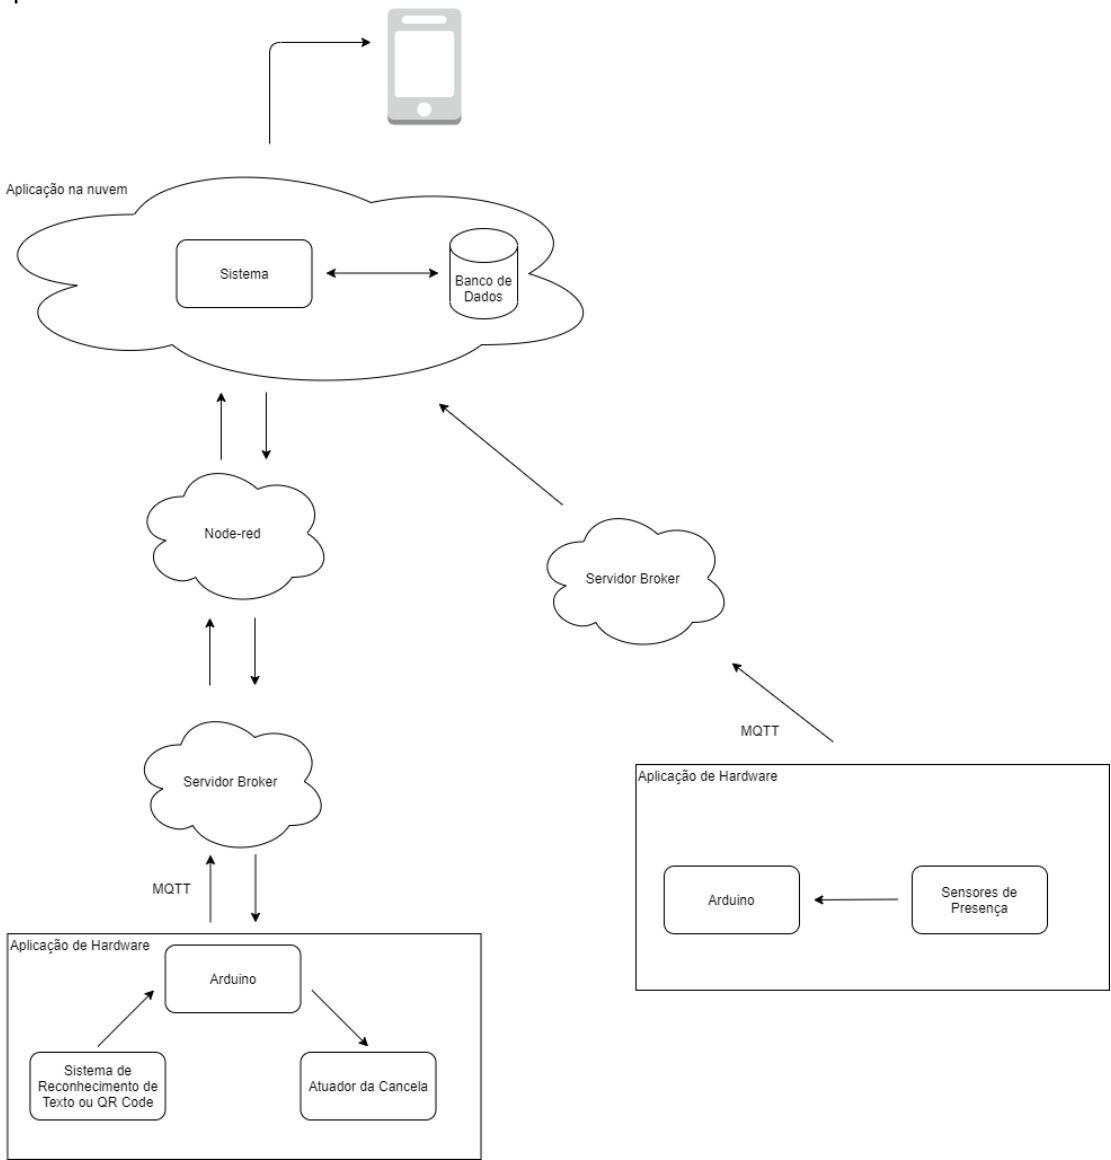 Aplicação na nuvem
Sistema
Banco de
Dados
Node-red
Servidor Broker
Servidor Broker
MQTT
Aplicação de Hardware
Arduino
Sensores de
Presença
MQTT
Aplicação de Hardware
Arduino
Sistema de
Reconhecimento de
Texto ou QR Code
Atuador da Cancela